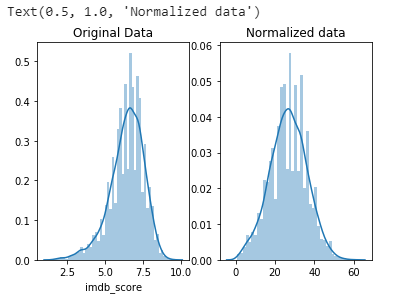 Text(0.5, 1.0, 'Normalized data')
Original Data Normalized data
0.5
0.4
0.3
0.2
0.1
0.0
2.5 5.0 7.5 10.0
imdb_score
0.06
0.05
0.04
0.03
0.02
0.01
0.00
0 20 40 60